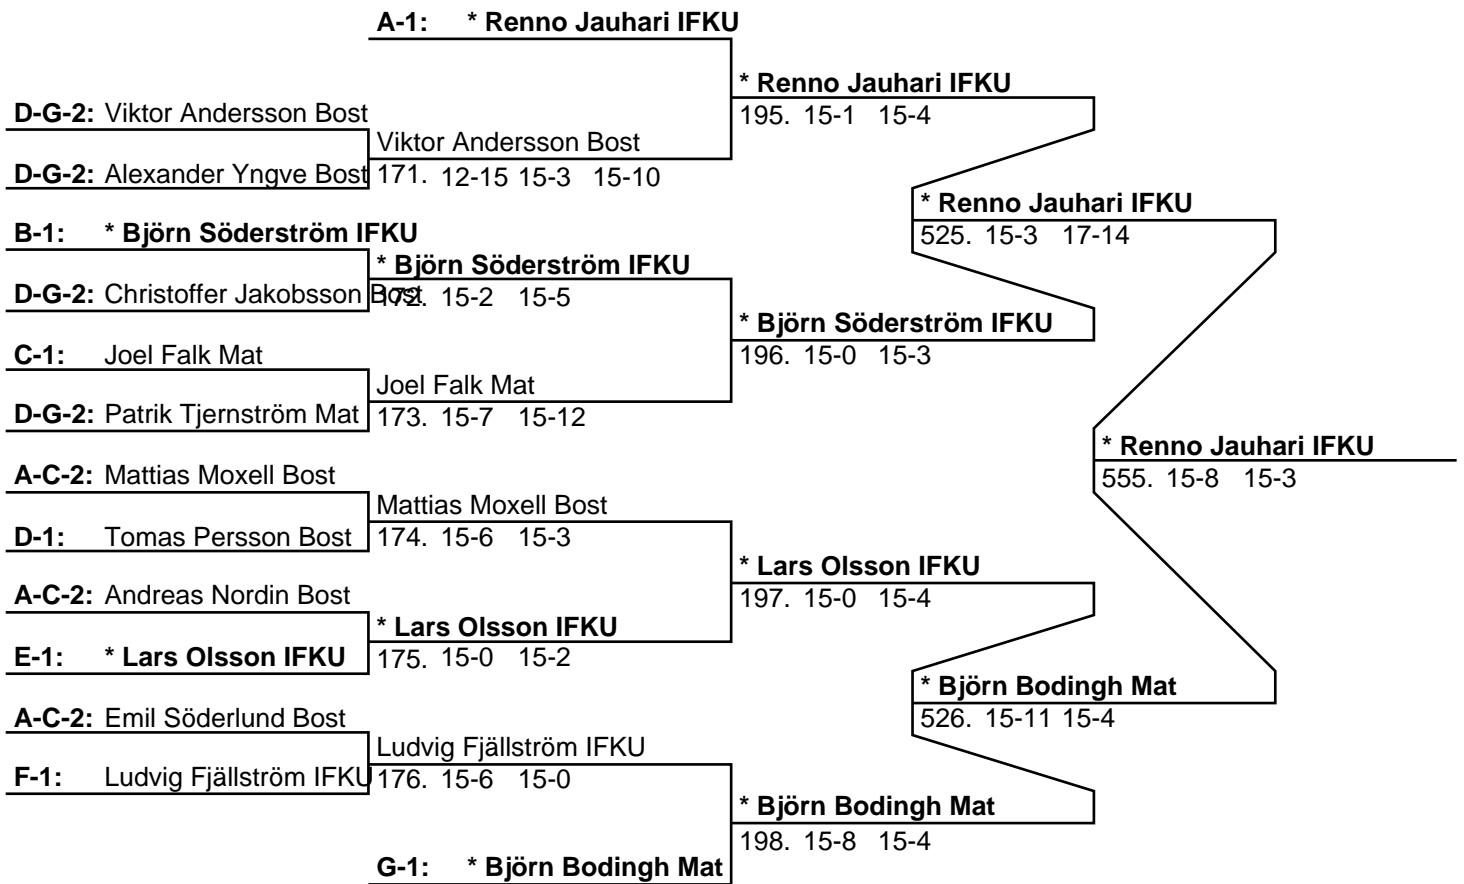 A-1: * Renno Jauhari IFKU
* Renno Jauhari IFKU
195. 15-1 15-4
D-G-2: Viktor Andersson Bost
Viktor Andersson Bost
D-G-2: Alexander Yngve Bost
171. 12-15 15-3 15-10
* Renno Jauhari IFKU
525. 15-3 17-14
B-1: * Björn Söderström IFKU
* Björn Söderström IFKU
D-G-2: Christoffer Jakobsson Bost
172. 15-2 15-5
* Björn Söderström IFKU
196. 15-0 15-3
C-1: Joel Falk Mat
Joel Falk Mat
D-G-2: Patrik Tjernström Mat
173. 15-7 15-12
* Renno Jauhari IFKU
555. 15-8 15-3
A-C-2: Mattias Moxell Bost
Mattias Moxell Bost
D-1: Tomas Persson Bost
174. 15-6 15-3
* Lars Olsson IFKU
197. 15-0 15-4
A-C-2: Andreas Nordin Bost
* Lars Olsson IFKU
E-1: * Lars Olsson IFKU
175. 15-0 15-2
* Björn Bodingh Mat
526. 15-11 15-4
A-C-2: Emil Söderlund Bost
Ludvig Fjällström IFKU
F-1: Ludvig Fjällström IFKU
176. 15-6 15-0
* Björn Bodingh Mat
198. 15-8 15-4
G-1: * Björn Bodingh Mat